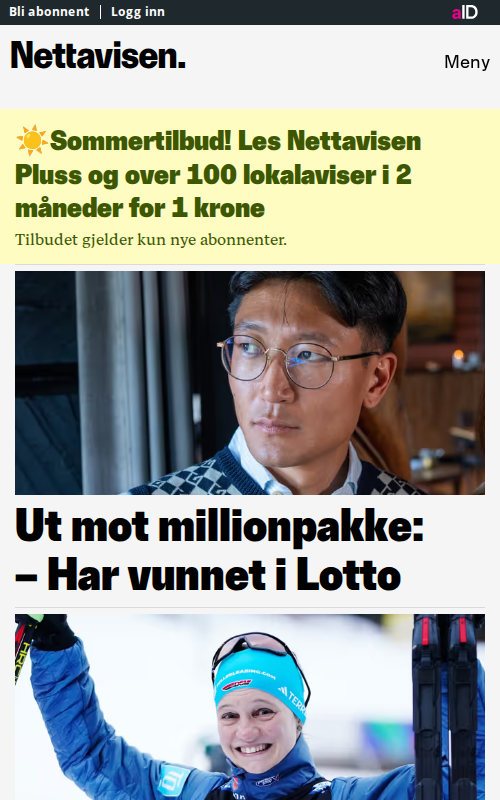 Bli abonnent
Logg inn
aID
Nettavisen.
Meny
Sommertilbud! Les Nettavisen
Pluss og over 100 lokalaviser i 2
måneder for 1 krone
Tilbudet gjelder kun nye abonnenter.
Ut mot millionpakke:
– Har vunnet i Lotto